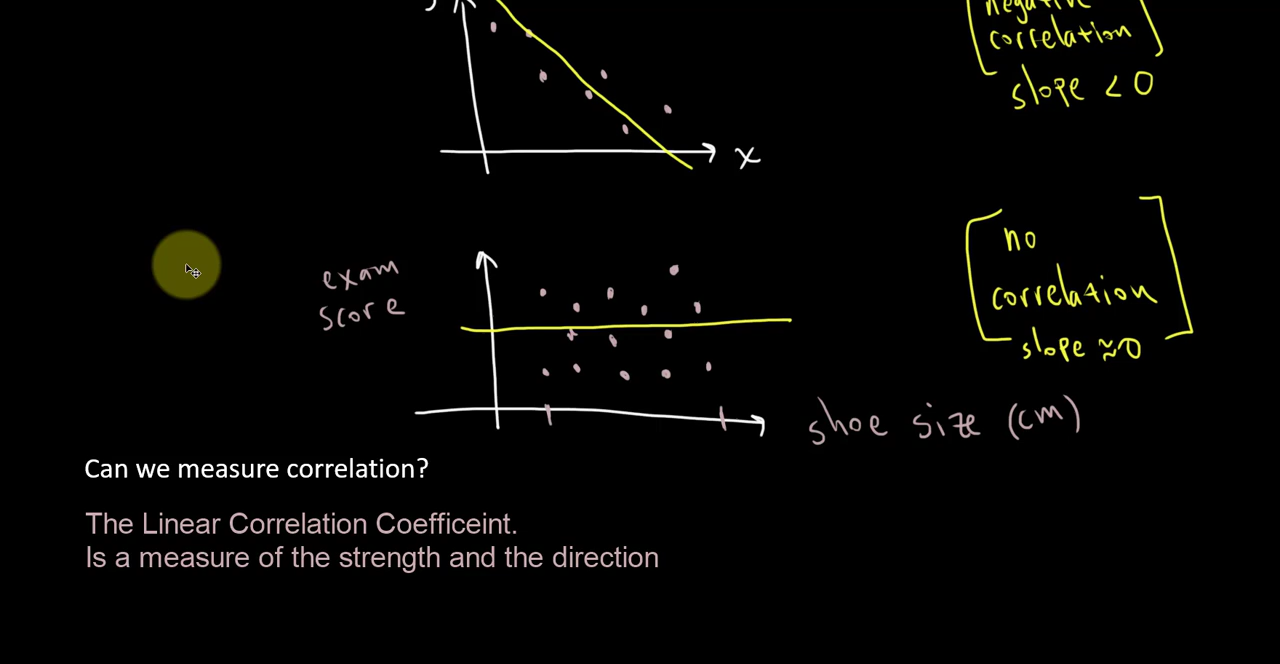 y
negative
correlation
slope < 0
x
no
correlation
slope ≈ 0
exam
score
shoe size (cm)
Can we measure correlation?
The Linear Correlation Coefficeint.
Is a measure of the strength and the direction